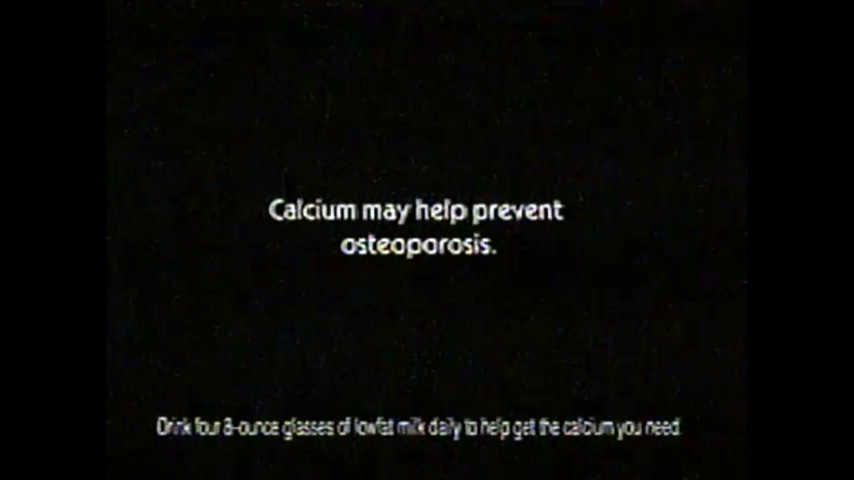 Calcium may help prevent
osteoporosis.
Drink four 8-ounce glasses of lowfat milk daily to help get the calcium you need.